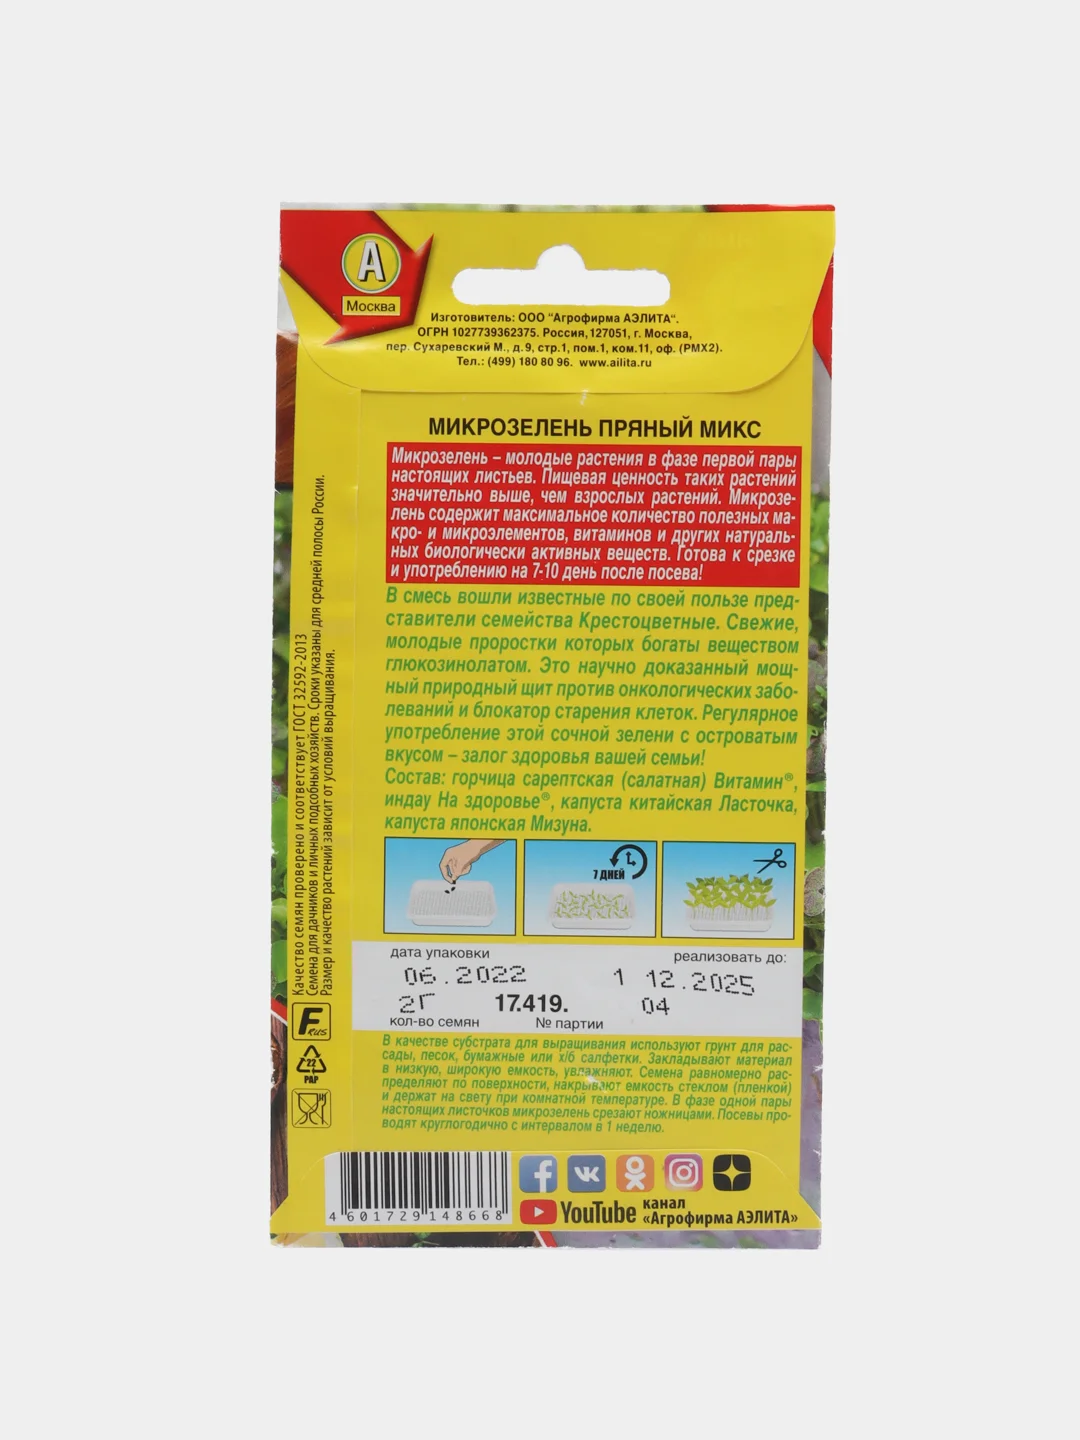 А
Москва
Изготовитель: ООО "Агрофирма АЭЛИТА".
ОГРН 1027739362375. Россия, 127051, г. Москва,
пер. Сухаревский М., д.9, стр.1, пом.1, ком.11, оф. (РМХ2).
Тел.: (499) 180 80 96. www.ailita.ru
МИКРОЗЕЛЕНЬ ПРЯНЫЙ МИКС
Микрозелень – молодые растения в фазе первой пары
настоящих листьев. Пищевая ценность таких растений
значительно выше, чем взрослых растений. Микрозе-
лень содержит максимальное количество полезных ма-
кро- и микроэлементов, витаминов и других натураль-
ных биологически активных веществ. Готова к срезке
и употреблению на 7-10 день после посева!
В смесь вошли известные по своей пользе пред-
ставители семейства Крестоцветные. Свежие,
молодые проростки которых богаты веществом
глюкозинолатом. Это научно доказанный мощ-
ный природный щит против онкологических забо-
леваний и блокатор старения клеток. Регулярное
употребление этой сочной зелени с островатым
вкусом – залог здоровья вашей семьи!
Состав: горчица сарептская (салатная) Витамин®,
индау На здоровье®, капуста китайская Ласточка,
капуста японская Мизуна.
7 ДНЕЙ
дата упаковки
реализовать до:
06.2022
1 12.2025
2Г
17.419.
04
кол-во семян
№ партии
В качестве субстрата для выращивания используют грунт для рас-
сады, песок, бумажные или х/б салфетки. Закладывают материал
в низкую, широкую емкость, увлажняют. Семена равномерно рас-
пределяют по поверхности, накрывают емкость стеклом (пленкой)
и держат на свету при комнатной температуре. В фазе одной пары
настоящих листочков микрозелень срезают ножницами. Посевы про-
водят круглогодично с интервалом в 1 неделю.
Качество семян проверено и соответствует ГОСТ 32592-2013
Семена для дачников и личных подсобных хозяйств. Сроки указаны для средней полосы России.
Размер и качество растений зависит от условий выращивания.
F RUS
22
PAP
4 601729 148668
YouTube
канал
«Агрофирма АЭЛИТА»